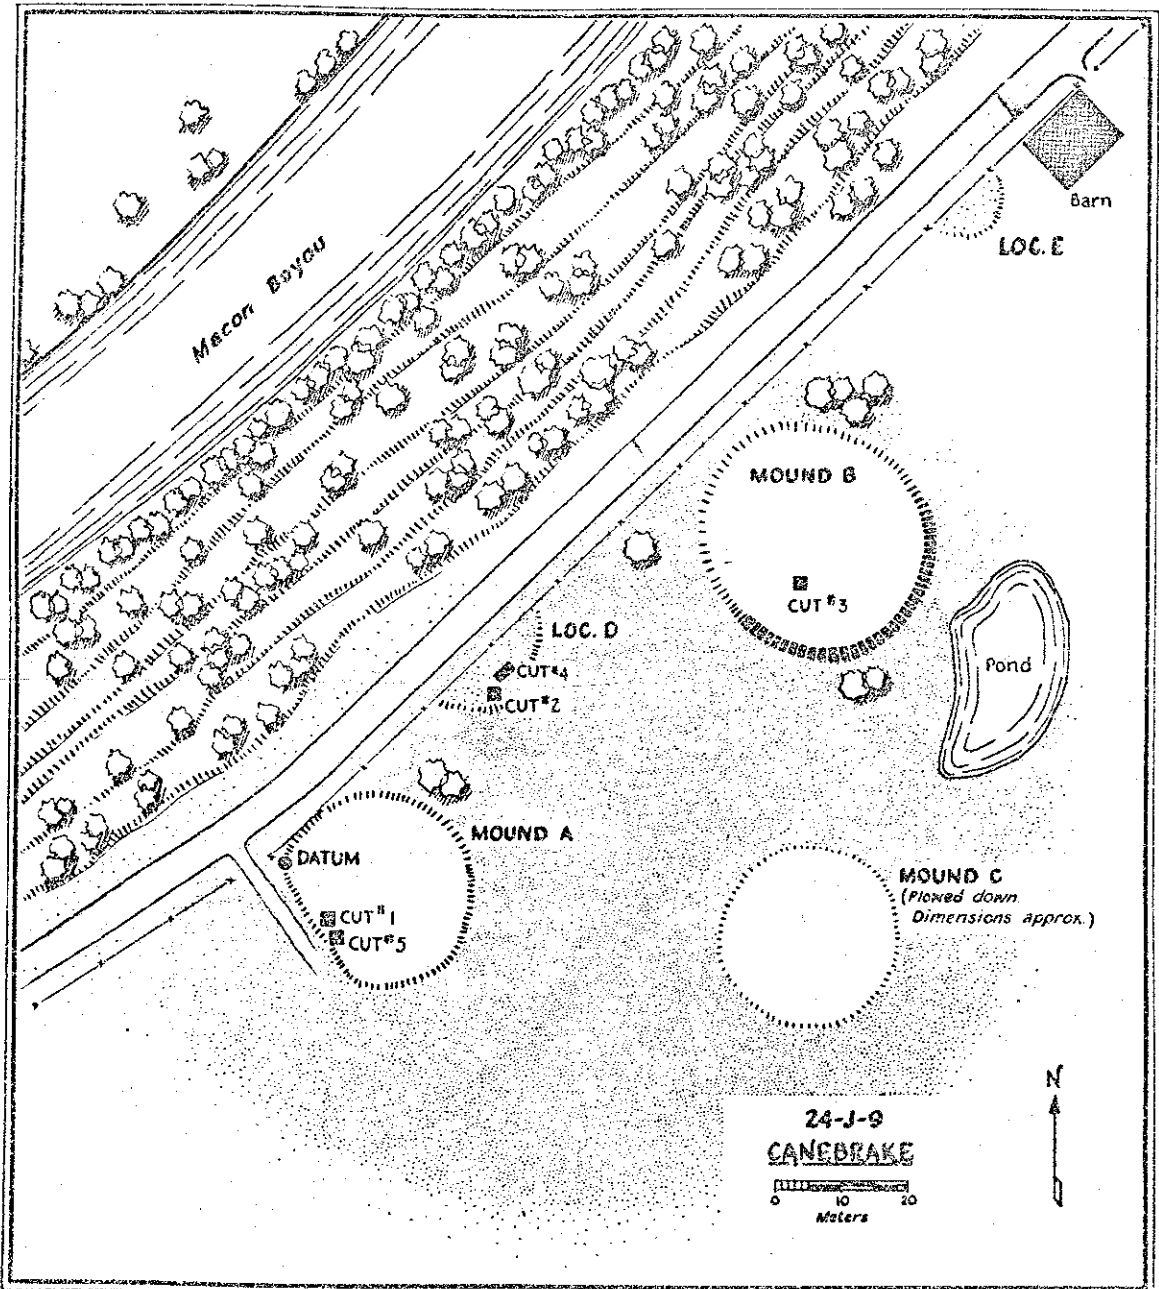 Macon Bayou
Barn
LOC. E
MOUND B
CUT #3
LOC. D
CUT #4
CUT #2
Pond
MOUND A
DATUM
CUT #1
CUT #5
MOUND C
(Plowed down.
Dimensions approx.)
N
24-J-9
CANEBRAKE
0 10 20
Meters